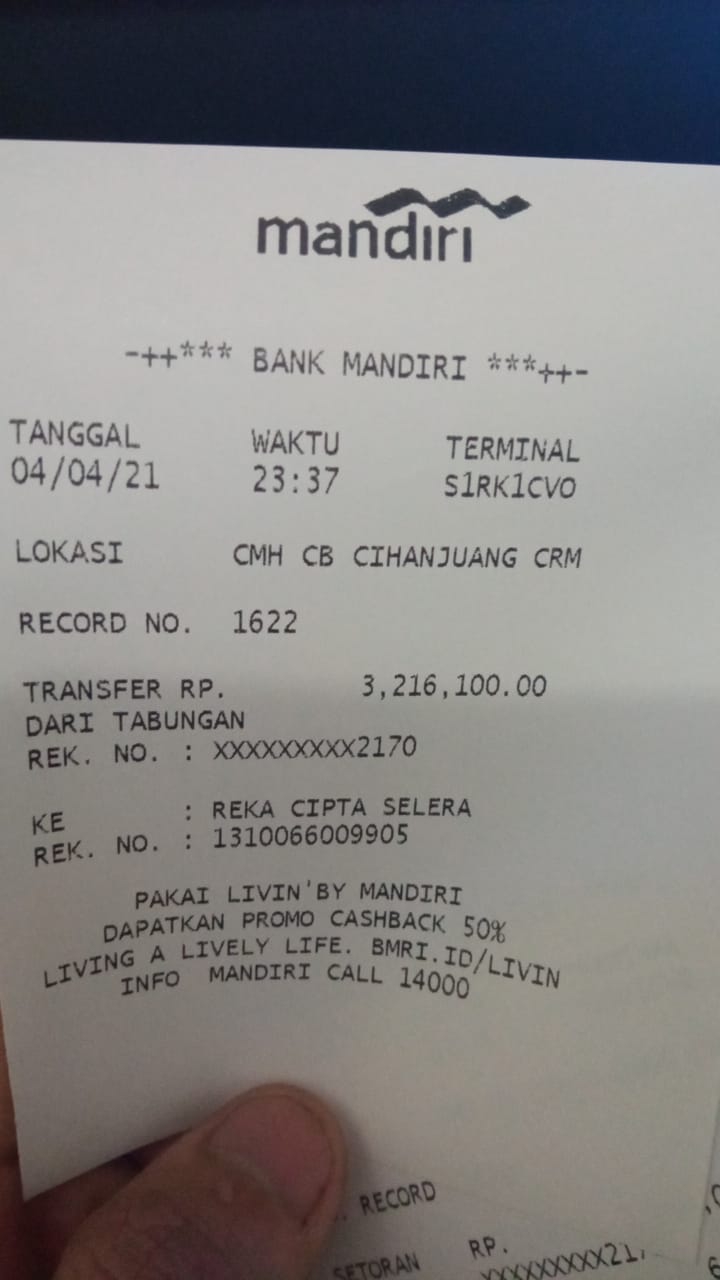 mandiri
-++*** BANK MANDIRI ***++-
TANGGAL WAKTU TERMINAL
04/04/21 23:37 S1RK1CVO
LOKASI CMH CB CIHANJUANG CRM
RECORD NO. 1622
TRANSFER RP. 3,216,100.00
DARI TABUNGAN
REK. NO. : XXXXXXXXX2170
KE : REKA CIPTA SELERA
REK. NO. : 1310066009905
PAKAI LIVIN'BY MANDIRI
DAPATKAN PROMO CASHBACK 50%
LIVING A LIVELY LIFE. BMRI.ID/LIVIN
INFO MANDIRI CALL 14000
RECORD
SETORAN RP.